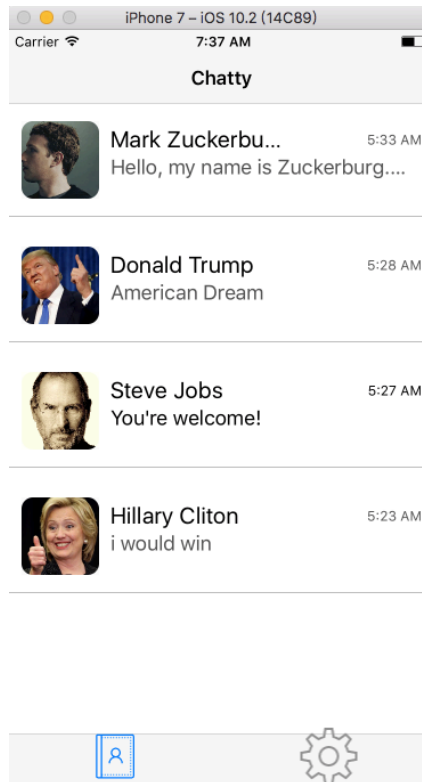 iPhone 7 – iOS 10.2 (14C89)
Carrier 7:37 AM
Chatty
Mark Zuckerbu... 5:33 AM
Hello, my name is Zuckerburg....
Donald Trump 5:28 AM
American Dream
Steve Jobs 5:27 AM
You're welcome!
Hillary Cliton 5:23 AM
i would win